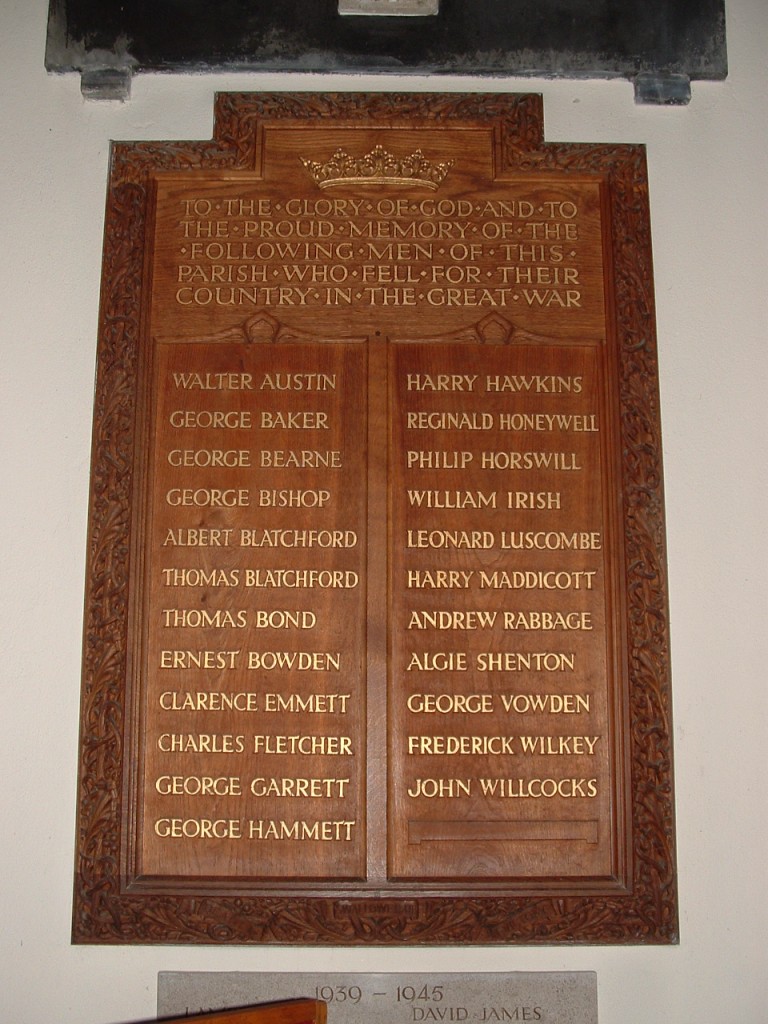 TO·THE·GLORY·OF·GOD·AND·TO
THE·PROUD·MEMORY·OF·THE
·FOLLOWING·MEN·OF·THIS·
PARISH·WHO·FELL·FOR·THEIR
COUNTRY·IN·THE·GREAT·WAR
WALTER AUSTIN
GEORGE BAKER
GEORGE BEARNE
GEORGE BISHOP
ALBERT BLATCHFORD
THOMAS BLATCHFORD
THOMAS BOND
ERNEST BOWDEN
CLARENCE EMMETT
CHARLES FLETCHER
GEORGE GARRETT
GEORGE HAMMETT
HARRY HAWKINS
REGINALD HONEYWELL
PHILIP HORSWILL
WILLIAM IRISH
LEONARD LUSCOMBE
HARRY MADDICOTT
ANDREW RABBAGE
ALGIE SHENTON
GEORGE VOWDEN
FREDERICK WILKEY
JOHN WILLCOCKS
1939 – 1945
DAVID JAMES